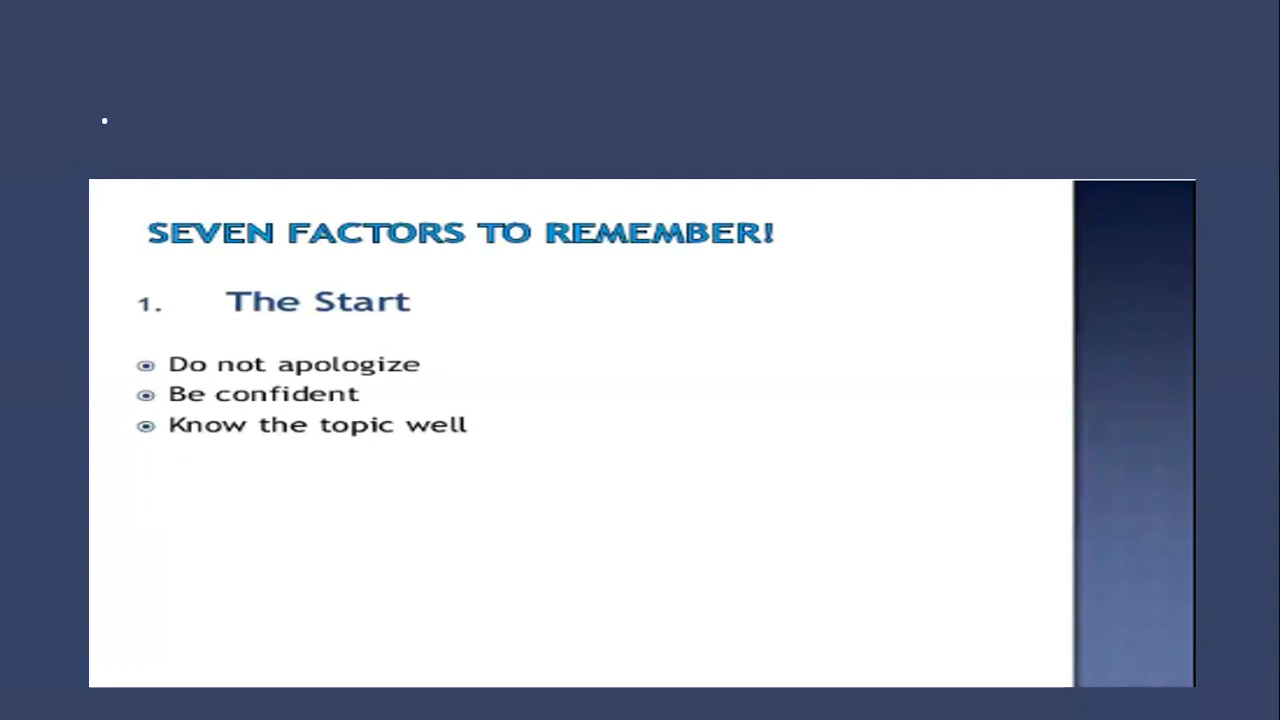 .
SEVEN FACTORS TO REMEMBER!
1. The Start
Do not apologize
Be confident
Know the topic well